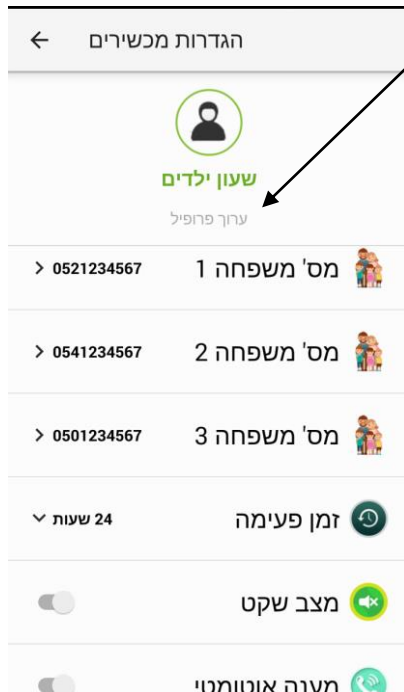 הגדרות מכשירים
שעון ילדים
ערוך פרופיל
מס' משפחה 1 0521234567
מס' משפחה 2 0541234567
מס' משפחה 3 0501234567
זמן פעימה 24 שעות
מצב שקט
מענה אוטומטי